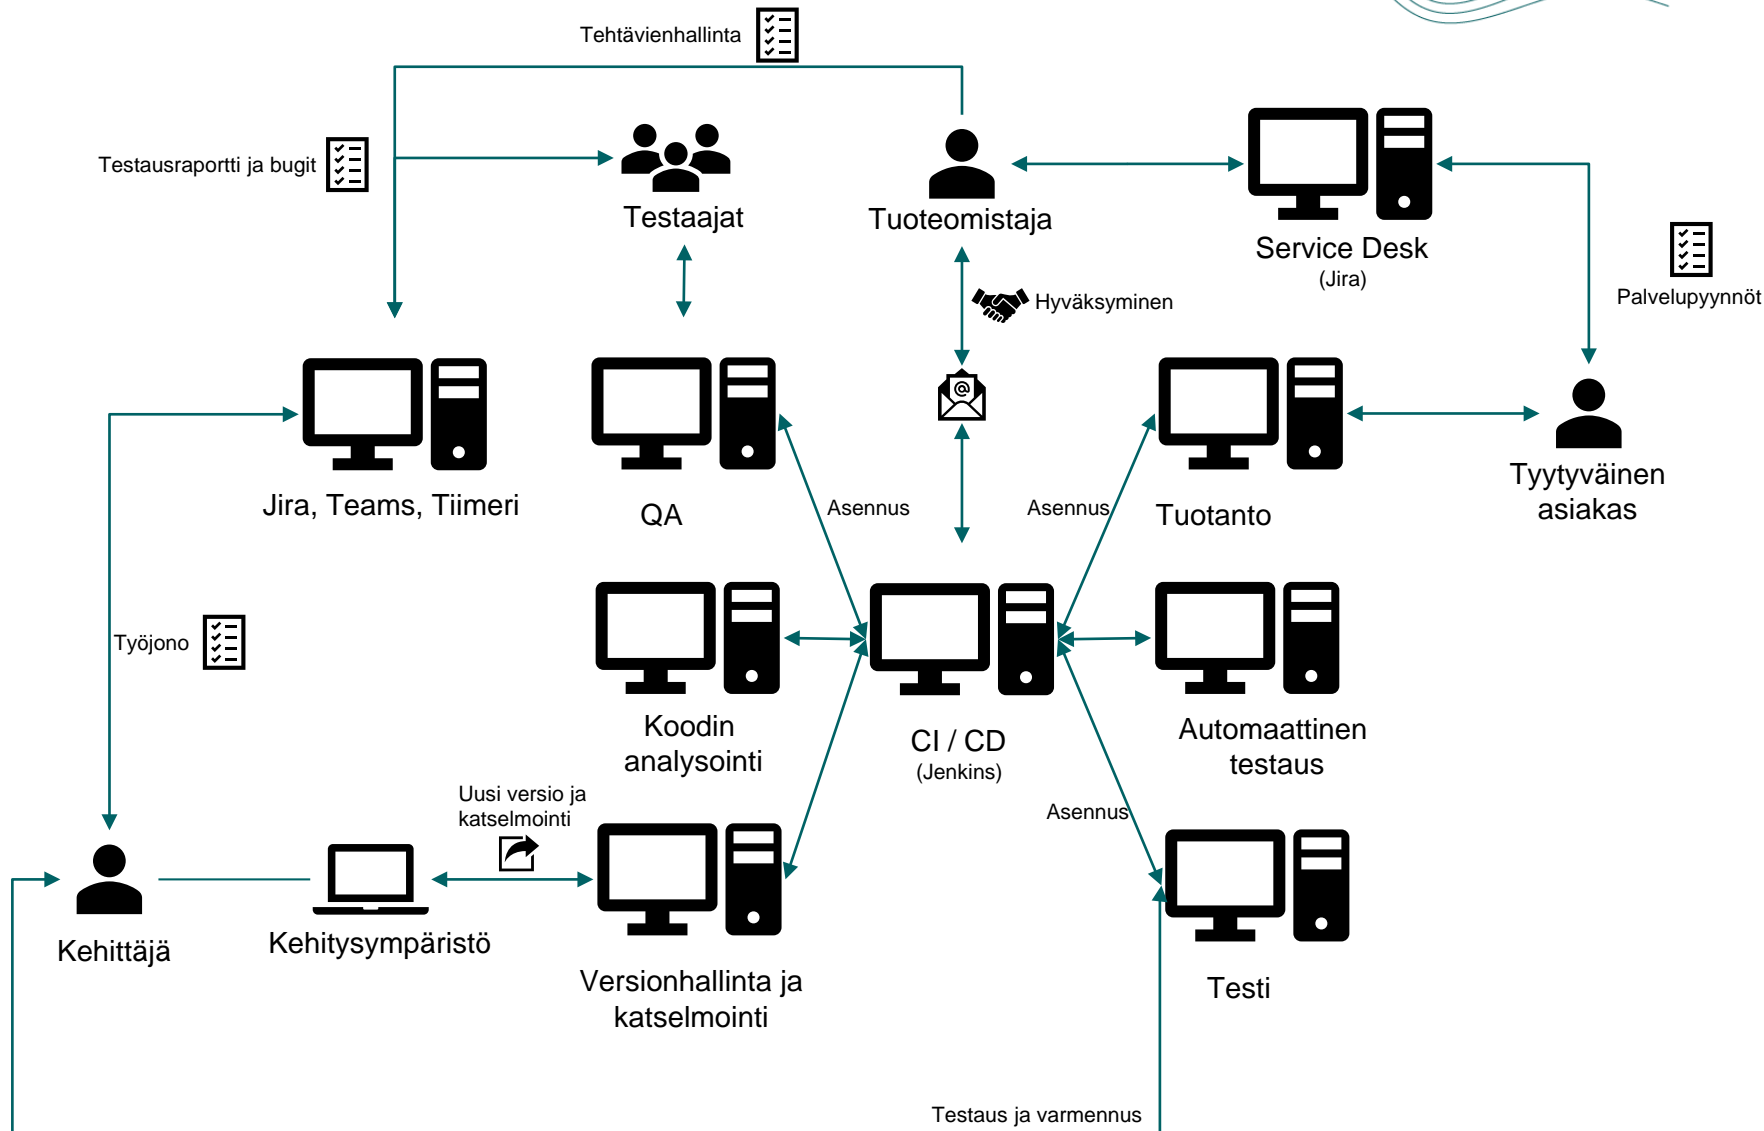 Tehtävienhallinta
Testausraportti ja bugit
Testaajat
Tuoteomistaja
Service Desk
(Jira)
Palvelupyynnöt
Hyväksyminen
Jira, Teams, Tiimeri
QA
Asennus
Asennus
Tuotanto
Tyytyväinen
asiakas
Työjono
Koodin
analysointi
CI / CD
(Jenkins)
Automaattinen
testaus
Uusi versio ja
katselmointi
Asennus
Kehittäjä
Kehitysympäristö
Versionhallinta ja
katselmointi
Testi
Testaus ja varmennus